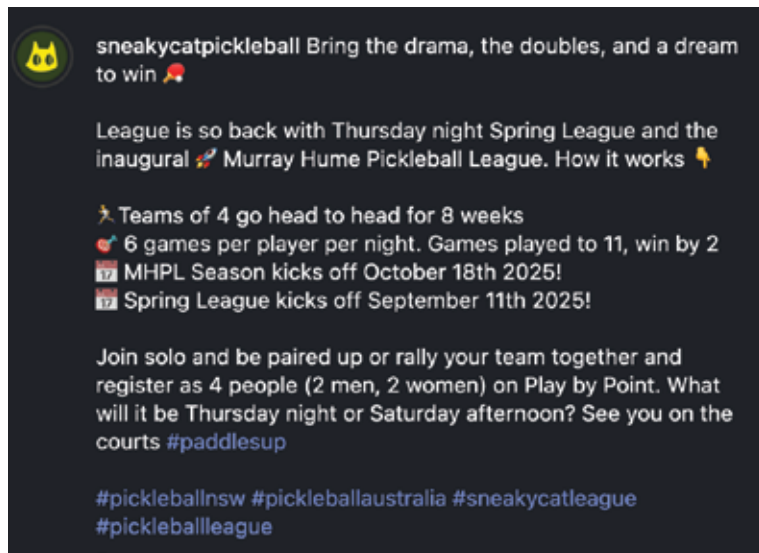 sneakycatpickleball Bring the drama, the doubles, and a dream
to win 🏓
League is so back with Thursday night Spring League and the
inaugural 🚀 Murray Hume Pickleball League. How it works 👇
🏃Teams of 4 go head to head for 8 weeks
🎯 6 games per player per night. Games played to 11, win by 2
📅 MHPL Season kicks off October 18th 2025!
📅 Spring League kicks off September 11th 2025!
Join solo and be paired up or rally your team together and
register as 4 people (2 men, 2 women) on Play by Point. What
will it be Thursday night or Saturday afternoon? See you on the
courts #paddlesup
#pickleballnsw #pickleballaustralia #sneakycatleague
#pickleballleague